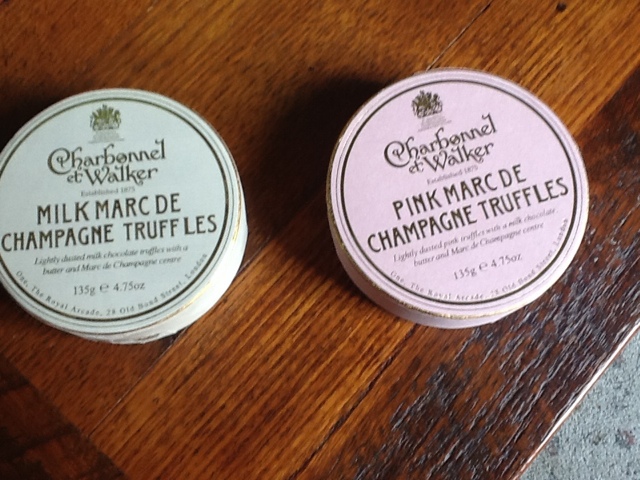 Charbonnel
et Walker
Established 1875
MILK MARC DE
CHAMPAGNE TRUFFLES
Lightly dusted milk chocolate truffles with a
butter and Marc de Champagne centre
135g ℮ 4.75oz
One, The Royal Arcade, 28 Old Bond Street, London
Charbonnel
et Walker
Established 1875
PINK MARC DE
CHAMPAGNE TRUFFLES
Lightly dusted pink truffles with a milk chocolate
butter and Marc de Champagne centre
135g ℮ 4.75oz
One, The Royal Arcade, 28 Old Bond Street, London